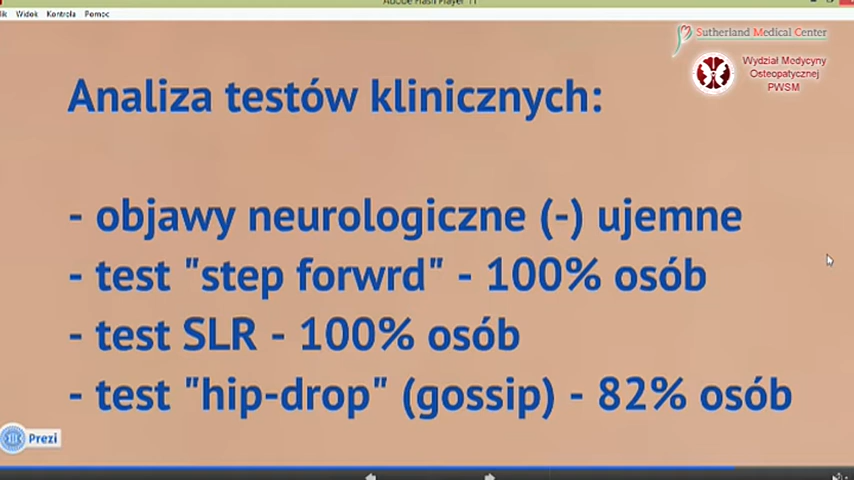 Adobe Flash Player 11
Widok Kontrola Pomoc
Sutherland Medical Center
Wydział Medycyny
Osteopatycznej
PWSM
Analiza testów klinicznych:
- objawy neurologiczne (-) ujemne
- test "step forwrd" - 100% osób
- test SLR - 100% osób
- test "hip-drop" (gossip) - 82% osób
Prezi